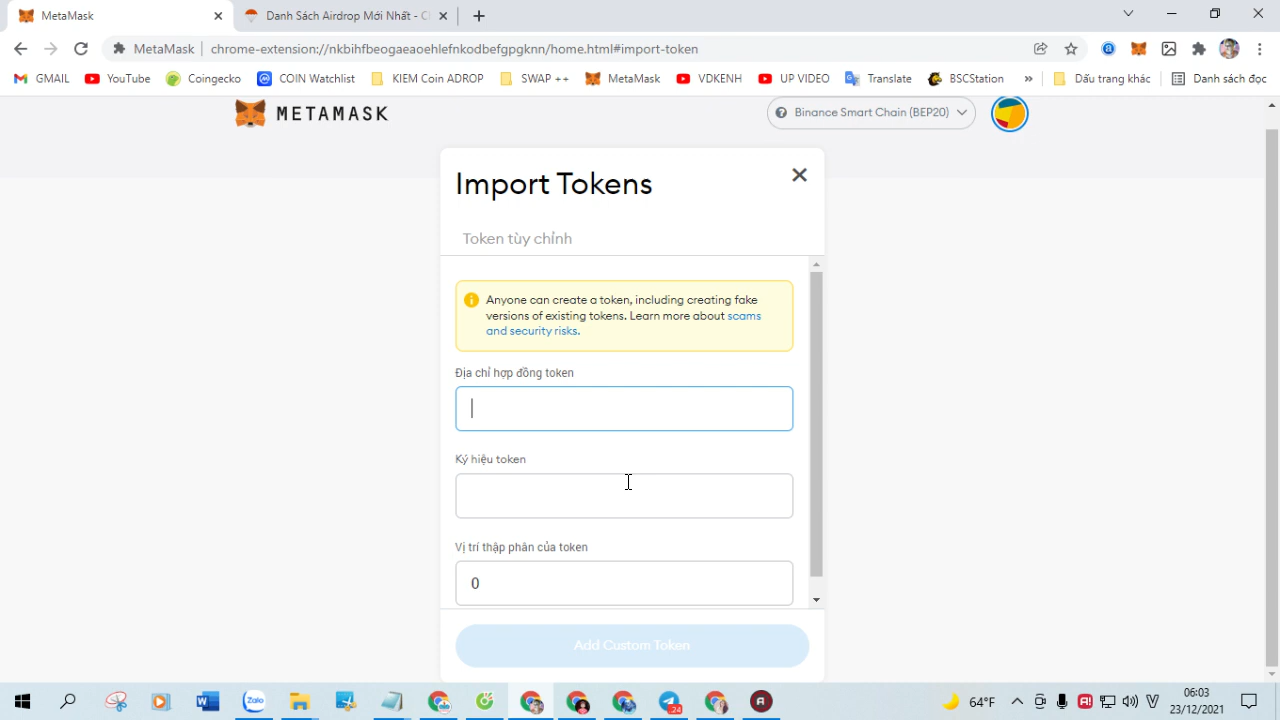 MetaMask
Danh Sách Airdrop Mới Nhất - C
MetaMask
chrome-extension://nkbihfbeogaeaoehlefnkodbefgpgknn/home.html#import-token
GMAIL
YouTube
Coingecko
COIN Watchlist
KIEM Coin ADROP
SWAP ++
MetaMask
VDKENH
UP VIDEO
Translate
BSCStation
»
Dấu trang khác
Danh sách đọc
METAMASK
Binance Smart Chain (BEP20)
Import Tokens
Token tùy chỉnh
Anyone can create a token, including creating fake
versions of existing tokens. Learn more about scams
and security risks.
Địa chỉ hợp đồng token
Ký hiệu token
Vị trí thập phân của token
0
Add Custom Token
Zalo
24
64°F
06:03
23/12/2021